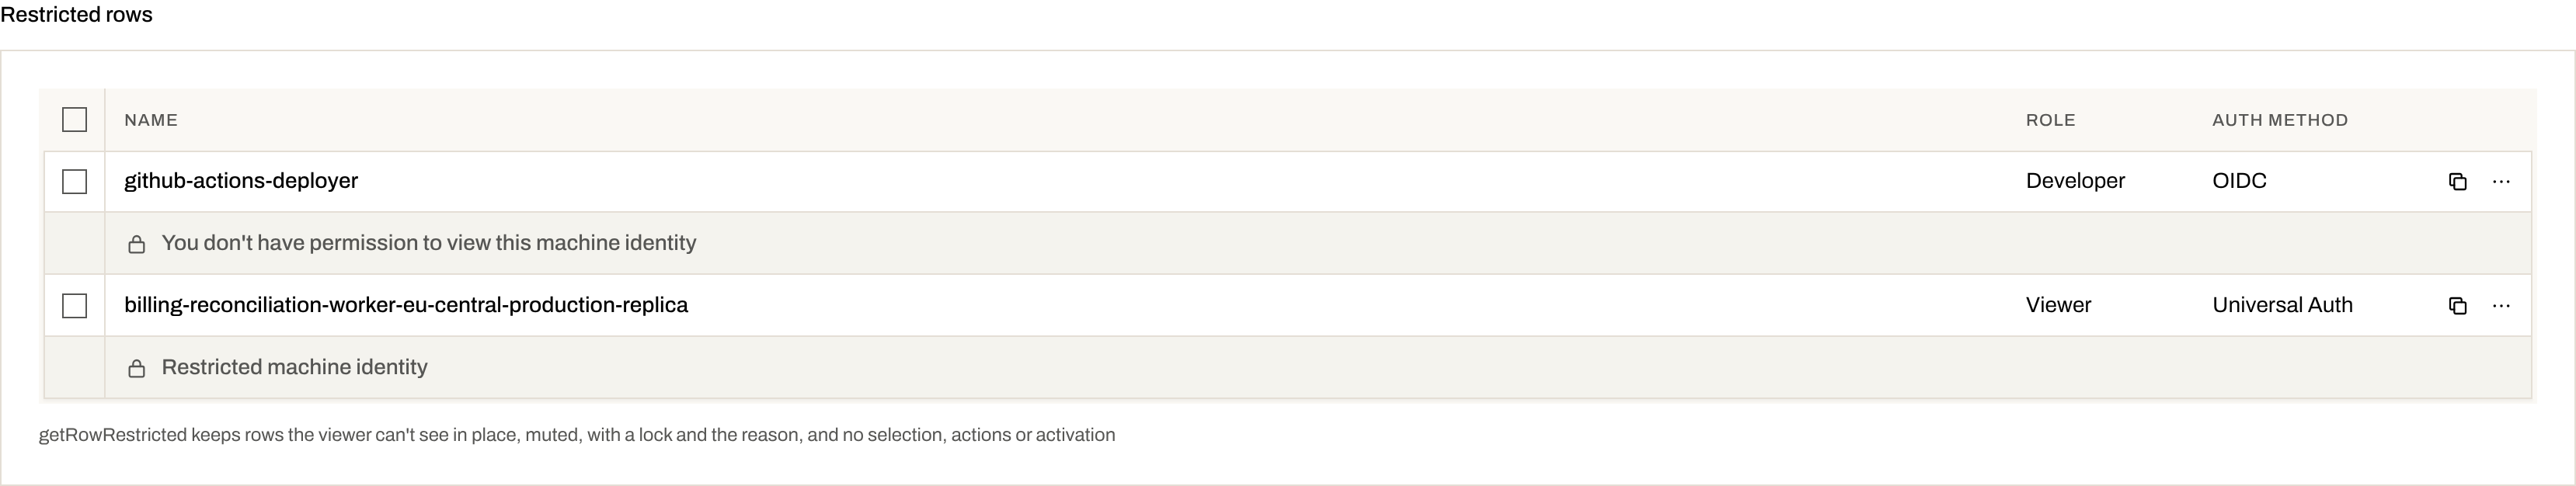 Restricted rows
NAME ROLE AUTH METHOD
github-actions-deployer Developer OIDC
You don't have permission to view this machine identity
billing-reconciliation-worker-eu-central-production-replica Viewer Universal Auth
Restricted machine identity
getRowRestricted keeps rows the viewer can't see in place, muted, with a lock and the reason, and no selection, actions or activation